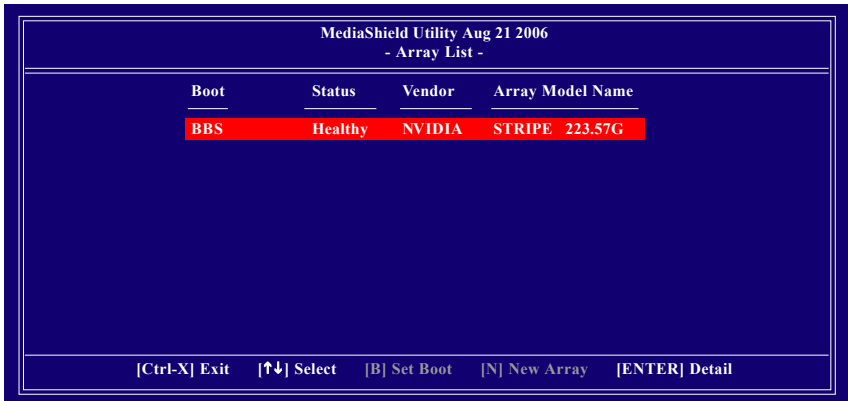 MediaShield Utility Aug 21 2006
- Array List -
Boot Status Vendor Array Model Name
BBS Healthy NVIDIA STRIPE 223.57G
[Ctrl-X] Exit [↑↓] Select [B] Set Boot [N] New Array [ENTER] Detail